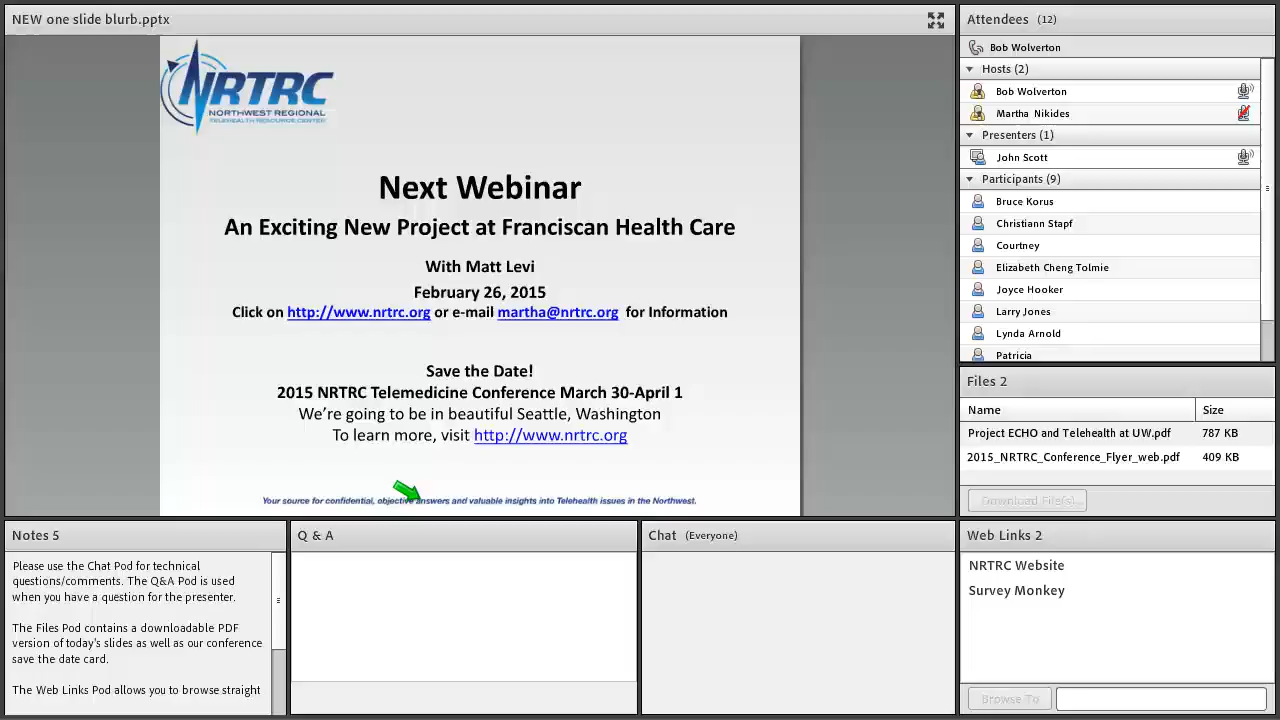 NEW one slide blurb.pptx
NRTRC
NORTHWEST REGIONAL
TELEHEALTH RESOURCE CENTER
Next Webinar
An Exciting New Project at Franciscan Health Care
With Matt Levi
February 26, 2015
Click on http://www.nrtrc.org or e-mail martha@nrtrc.org for Information
Save the Date!
2015 NRTRC Telemedicine Conference March 30-April 1
We're going to be in beautiful Seattle, Washington
To learn more, visit http://www.nrtrc.org
Your source for confidential, objective answers and valuable insights into Telehealth issues in the Northwest.
Attendees (12)
Bob Wolverton
Hosts (2)
Bob Wolverton
Martha Nikides
Presenters (1)
John Scott
Participants (9)
Bruce Korus
Christiann Stapf
Courtney
Elizabeth Cheng Tolmie
Joyce Hooker
Larry Jones
Lynda Arnold
Patricia
Files 2
Name Size
Project ECHO and Telehealth at UW.pdf 787 KB
2015_NRTRC_Conference_Flyer_web.pdf 409 KB
Download File(s)
Notes 5
Please use the Chat Pod for technical
questions/comments. The Q&A Pod is used
when you have a question for the presenter.
The Files Pod contains a downloadable PDF
version of today's slides as well as our conference
save the date card.
The Web Links Pod allows you to browse straight
Q & A
Chat (Everyone)
Web Links 2
NRTRC Website
Survey Monkey
Browse To